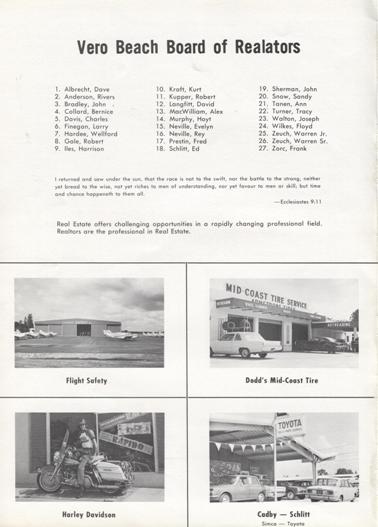 Vero Beach Board of Realators
1. Albrecht, Dave
2. Anderson, Rivers
3. Bradley, John
4. Collard, Bernice
5. Davis, Charles
6. Finegan, Larry
7. Hardee, Wellford
8. Gale, Robert
9. Iles, Harrison
10. Kraft, Kurt
11. Kupper, Robert
12. Langfitt, David
13. MacWilliam, Alex
14. Murphy, Hoyt
15. Neville, Evelyn
16. Neville, Rey
17. Prestin, Fred
18. Schlitt, Ed
19. Sherman, John
20. Snow, Sandy
21. Tanen, Ann
22. Turner, Tracy
23. Walton, Joseph
24. Wilkes, Floyd
25. Zeuch, Warren Jr.
26. Zeuch, Warren Sr.
27. Zorc, Frank
I returned and saw under the sun, that the race is not to the swift, nor the battle to the strong, neither
yet bread to the wise, not yet riches to men of understanding, nor yet favour to men or skill; but time
and chance happeneth to them all.
—Ecclesiastes 9:11
Real Estate offers challenging opportunities in a rapidly changing professional field.
Realtors are the professional in Real Estate.
MID-COAST TIRE SERVICE
ARMSTRONG TIRES
RETREADING
Flight Safety
Dodd's Mid-Coast Tire
RAPIDO
TOYOTA
Harley Davidson
Cadby — Schlitt
Simca — Toyota